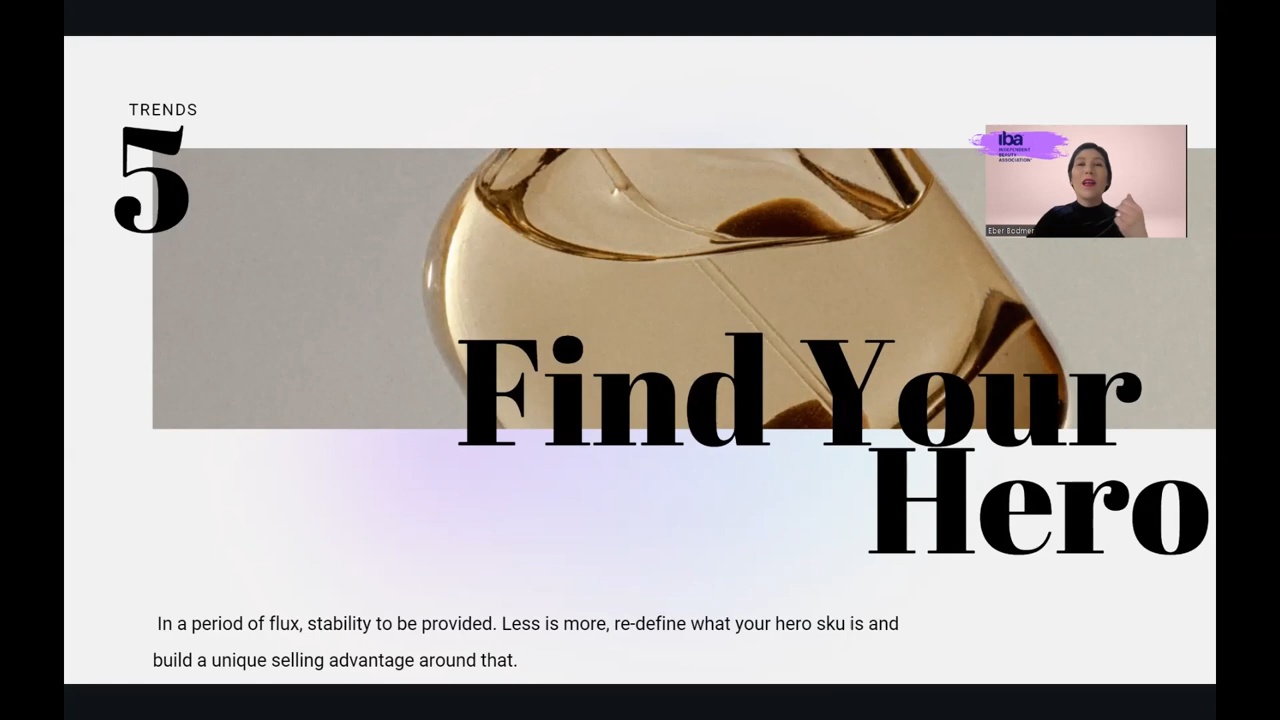 TRENDS
5
iba
INDEPENDENT
BEAUTY
ASSOCIATION
Eber Bodmer
Find Your
Hero
In a period of flux, stability to be provided. Less is more, re-define what your hero sku is and
build a unique selling advantage around that.